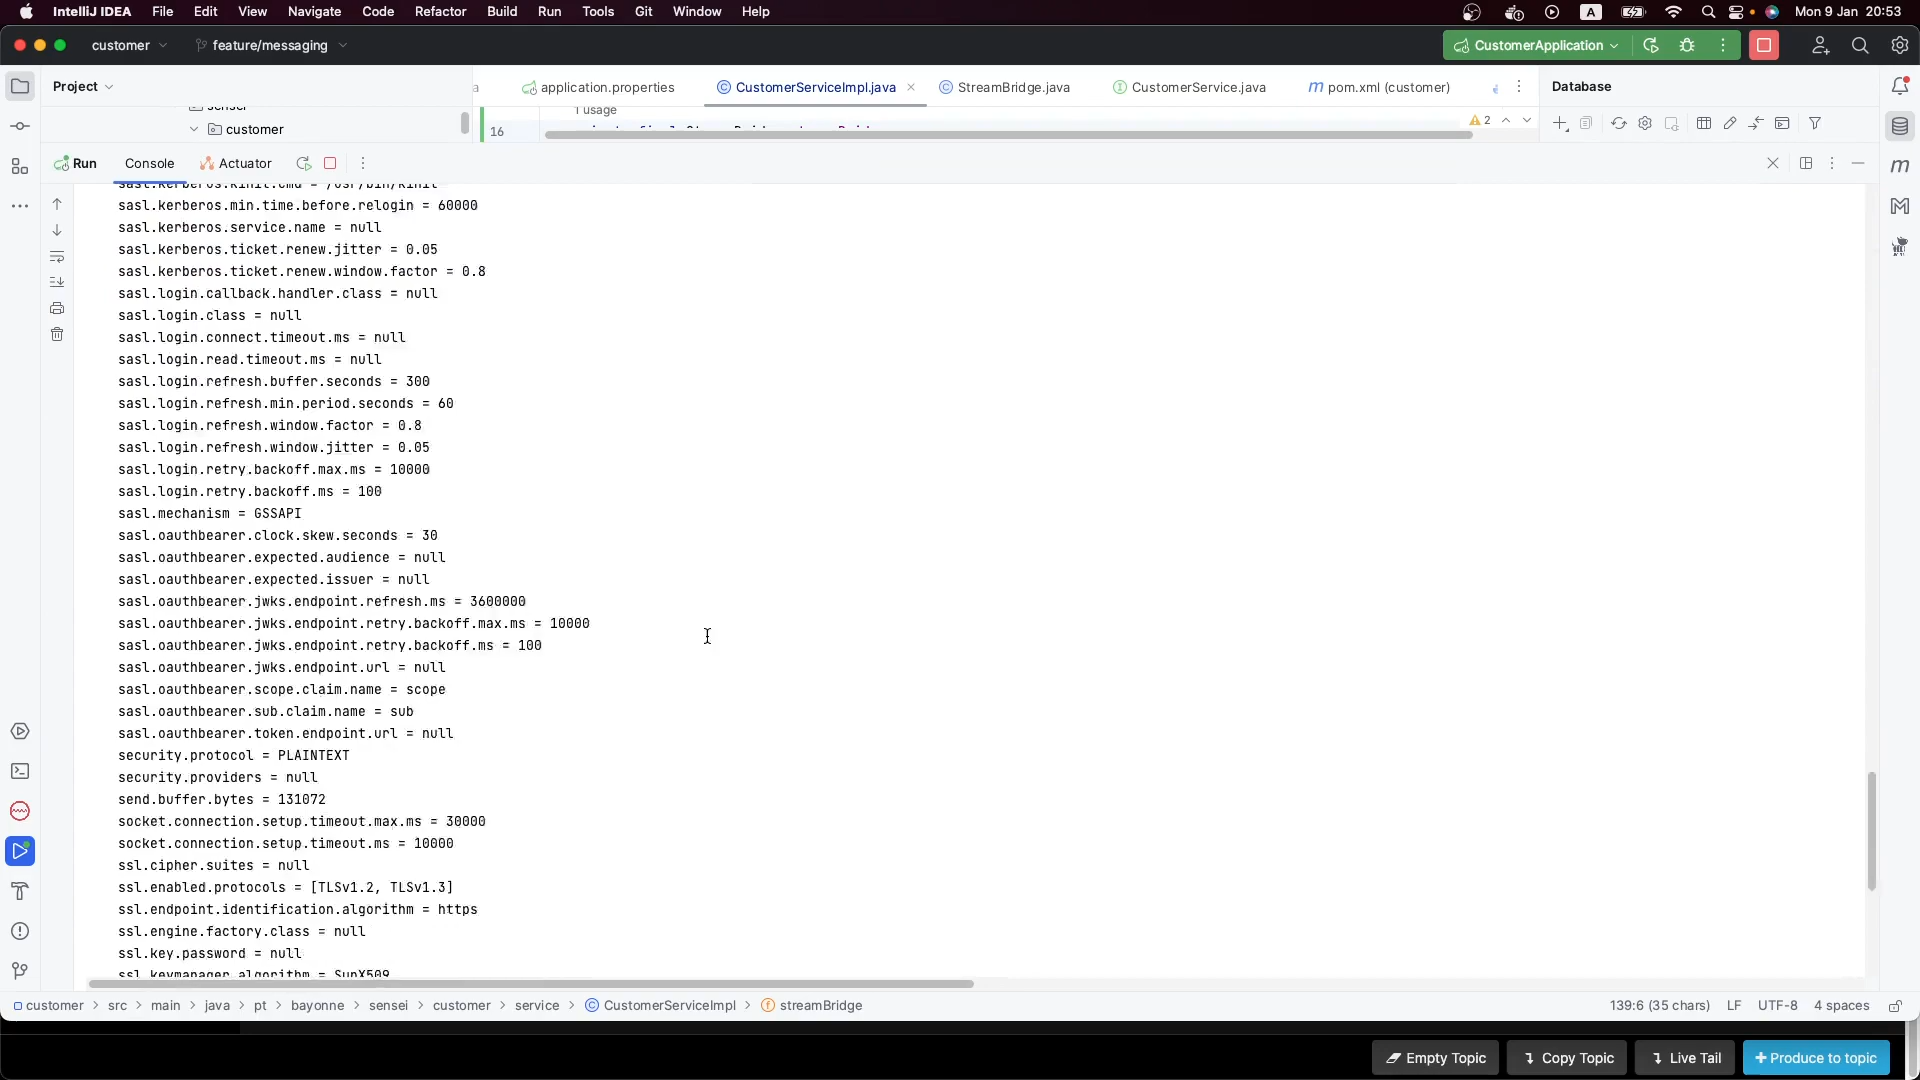 IntelliJ IDEA File Edit View Navigate Code Refactor Build Run Tools Git Window Help A Mon 9 Jan 20:53
customer feature/messaging CustomerApplication
Project application.properties CustomerServiceImpl.java StreamBridge.java CustomerService.java pom.xml (customer) Database
customer
1 usage
16
2
Run Console Actuator
sasl.kerberos.kinit.cmd = /usr/bin/kinit
sasl.kerberos.min.time.before.relogin = 60000
sasl.kerberos.service.name = null
sasl.kerberos.ticket.renew.jitter = 0.05
sasl.kerberos.ticket.renew.window.factor = 0.8
sasl.login.callback.handler.class = null
sasl.login.class = null
sasl.login.connect.timeout.ms = null
sasl.login.read.timeout.ms = null
sasl.login.refresh.buffer.seconds = 300
sasl.login.refresh.min.period.seconds = 60
sasl.login.refresh.window.factor = 0.8
sasl.login.refresh.window.jitter = 0.05
sasl.login.retry.backoff.max.ms = 10000
sasl.login.retry.backoff.ms = 100
sasl.mechanism = GSSAPI
sasl.oauthbearer.clock.skew.seconds = 30
sasl.oauthbearer.expected.audience = null
sasl.oauthbearer.expected.issuer = null
sasl.oauthbearer.jwks.endpoint.refresh.ms = 3600000
sasl.oauthbearer.jwks.endpoint.retry.backoff.max.ms = 10000
sasl.oauthbearer.jwks.endpoint.retry.backoff.ms = 100
sasl.oauthbearer.jwks.endpoint.url = null
sasl.oauthbearer.scope.claim.name = scope
sasl.oauthbearer.sub.claim.name = sub
sasl.oauthbearer.token.endpoint.url = null
security.protocol = PLAINTEXT
security.providers = null
send.buffer.bytes = 131072
socket.connection.setup.timeout.max.ms = 30000
socket.connection.setup.timeout.ms = 10000
ssl.cipher.suites = null
ssl.enabled.protocols = [TLSv1.2, TLSv1.3]
ssl.endpoint.identification.algorithm = https
ssl.engine.factory.class = null
ssl.key.password = null
ssl.keymanager.algorithm = SunX509
customer > src > main > java > pt > bayonne > sensei > customer > service > CustomerServiceImpl > streamBridge 139:6 (35 chars) LF UTF-8 4 spaces
Empty Topic Copy Topic Live Tail + Produce to topic